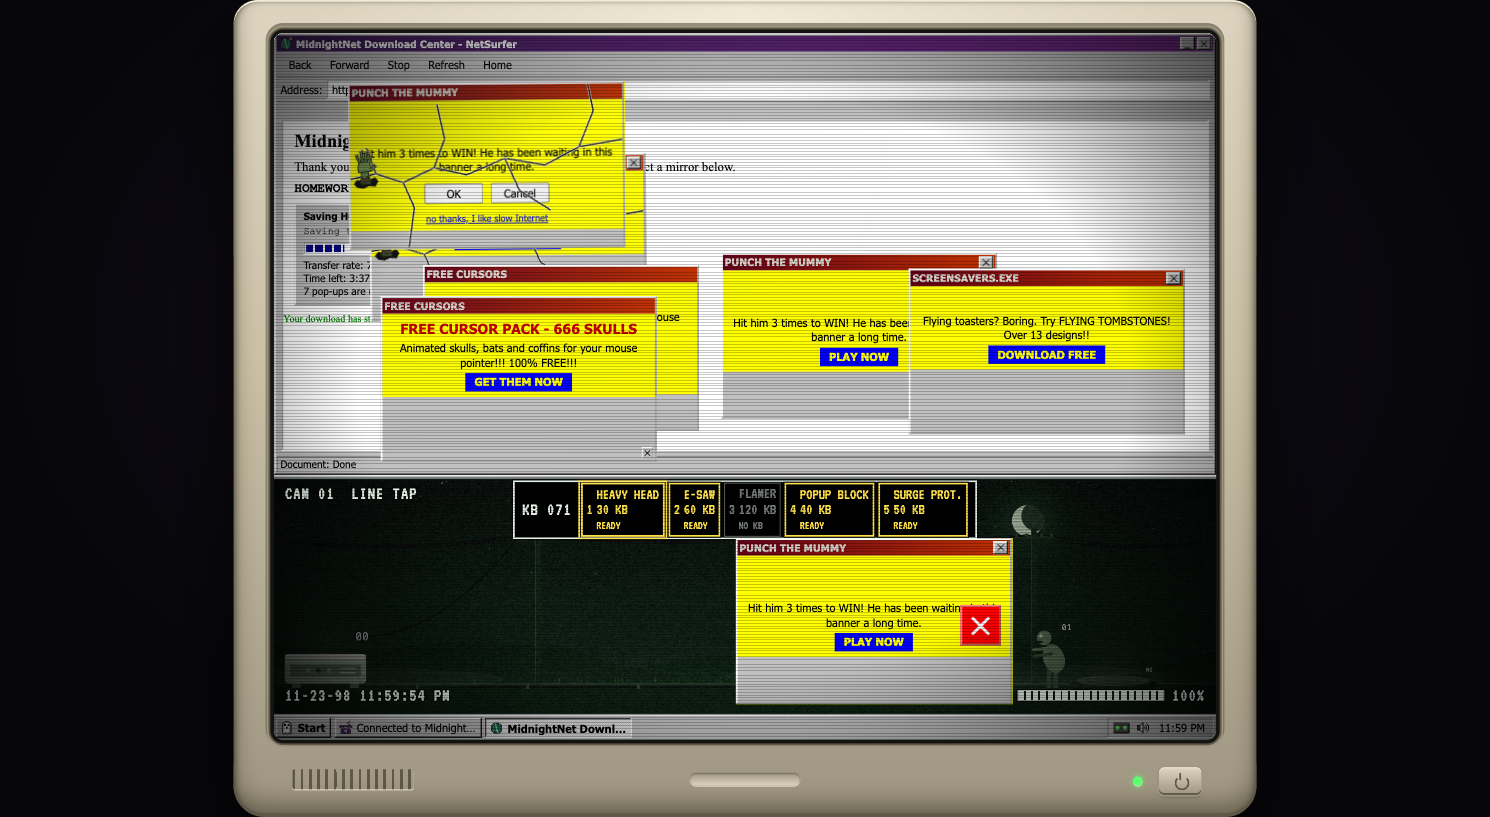 MidnightNet Download Center - NetSurfer
Back Forward Stop Refresh Home
Address: http
PUNCH THE MUMMY
Hit him 3 times to WIN! He has been waiting in this
banner a long time.
OK Cancel
no thanks, I like slow Internet
Midnig
Thank you
ct a mirror below.
HOMEWOR
Saving H
Saving
Transfer rate: 7
Time left: 3:37
7 pop-ups are
Your download has st
FREE CURSORS
ouse
FREE CURSORS
FREE CURSOR PACK - 666 SKULLS
Animated skulls, bats and coffins for your mouse
pointer!!! 100% FREE!!!
GET THEM NOW
PUNCH THE MUMMY
Hit him 3 times to WIN! He has bee
banner a long time.
PLAY NOW
SCREENSAVERS.EXE
Flying toasters? Boring. Try FLYING TOMBSTONES!
Over 13 designs!!
DOWNLOAD FREE
Document: Done
CAM 01 LINE TAP
KB 071
HEAVY HEAD
1 30 KB
READY
E-SAW
2 60 KB
READY
FLAMER
3 120 KB
NO KB
POPUP BLOCK
4 40 KB
READY
SURGE PROT.
5 50 KB
READY
PUNCH THE MUMMY
Hit him 3 times to WIN! He has been waitin
banner a long time.
PLAY NOW
00
01
11-23-98 11:59:54 PM
100%
Start
Connected to Midnight...
MidnightNet Downl...
11:59 PM